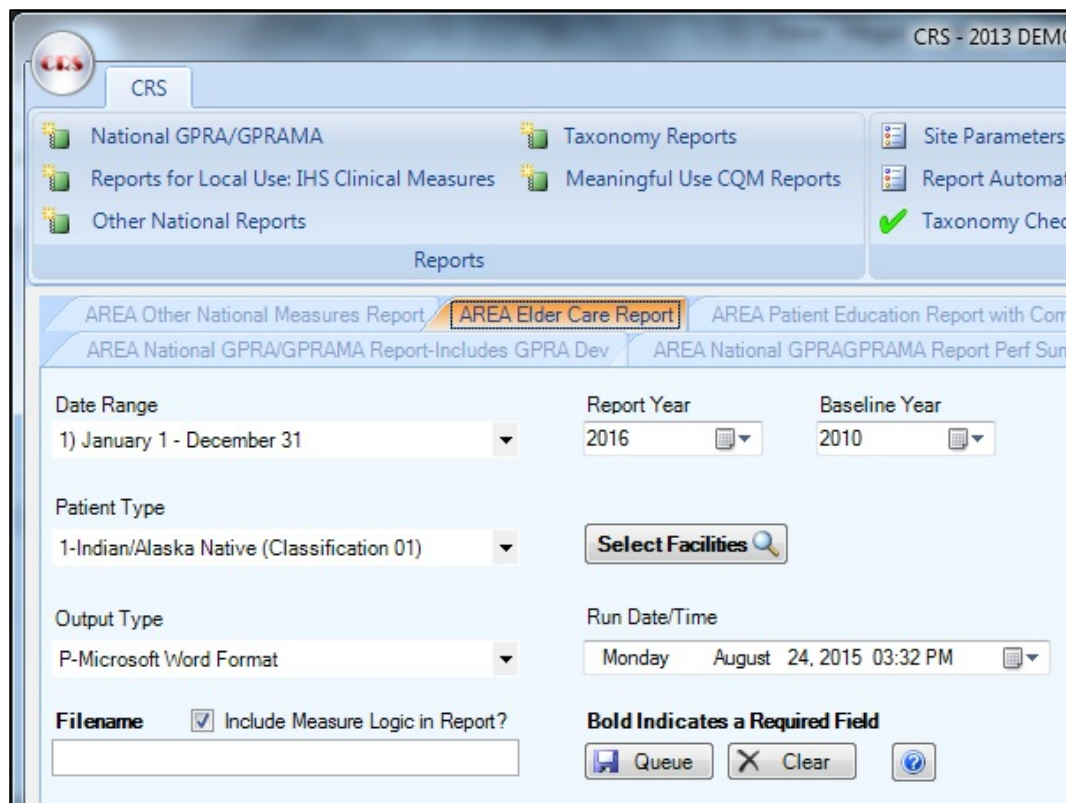 CRS - 2013 DEMO
CRS
CRS
National GPRA/GPRAMA
Taxonomy Reports
Site Parameters
Reports for Local Use: IHS Clinical Measures
Meaningful Use CQM Reports
Report Automat
Other National Reports
Taxonomy Chec
Reports
AREA Other National Measures Report
AREA Elder Care Report
AREA Patient Education Report with Com
AREA National GPRA/GPRAMA Report-Includes GPRA Dev
AREA National GPRAGPRAMA Report Perf Sum
Date Range
Report Year
Baseline Year
1) January 1 - December 31
2016
2010
Patient Type
1-Indian/Alaska Native (Classification 01)
Select Facilities
Output Type
Run Date/Time
P-Microsoft Word Format
Monday August 24, 2015 03:32 PM
Filename
Include Measure Logic in Report?
Bold Indicates a Required Field
Queue
Clear